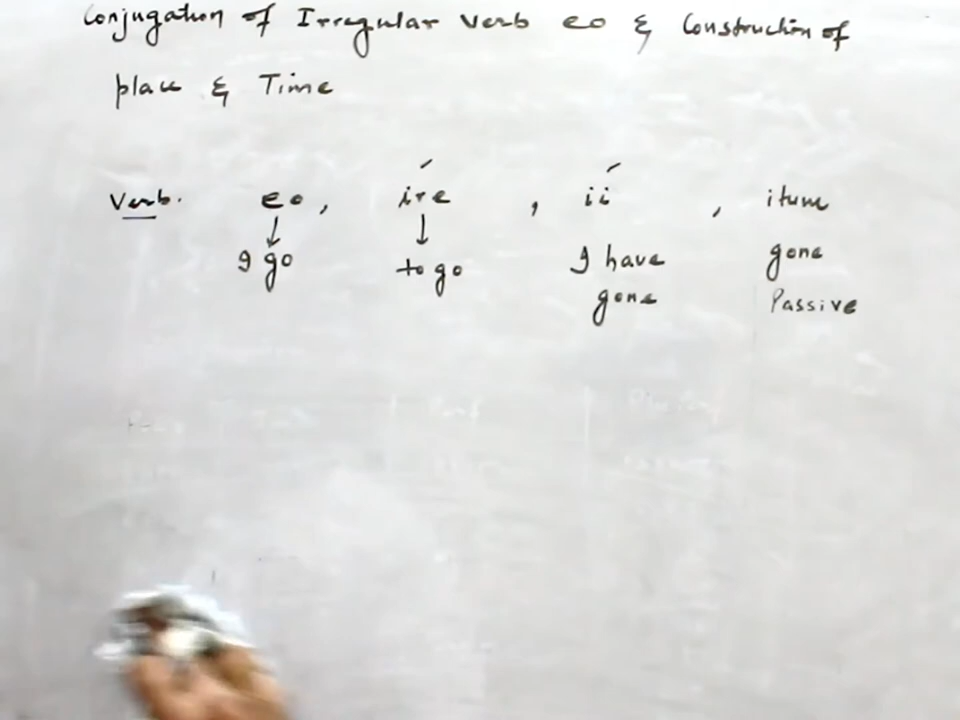 Conjugation of Irregular Verb eo & Construction of
place & Time
Verb. eo, íre, íi, itum
I go to go I have gone
gone Passive